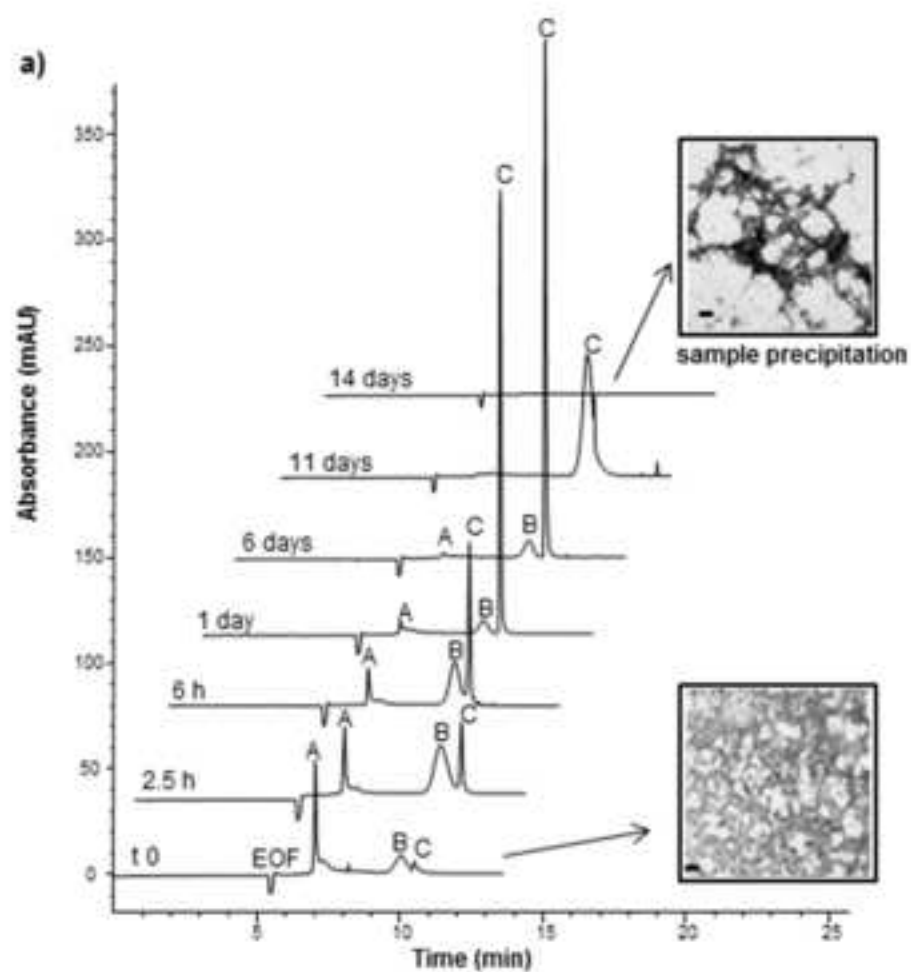 a)
C
C
350
300
250
200
150
100
50
0
Absorbance (mAU)
C
sample precipitation
14 days
11 days
6 days
A
B
C
1 day
A
B
6 h
A
B
2.5 h
A
B
C
t 0
EOF
A
B
C
5
10
15
20
25
Time (min)